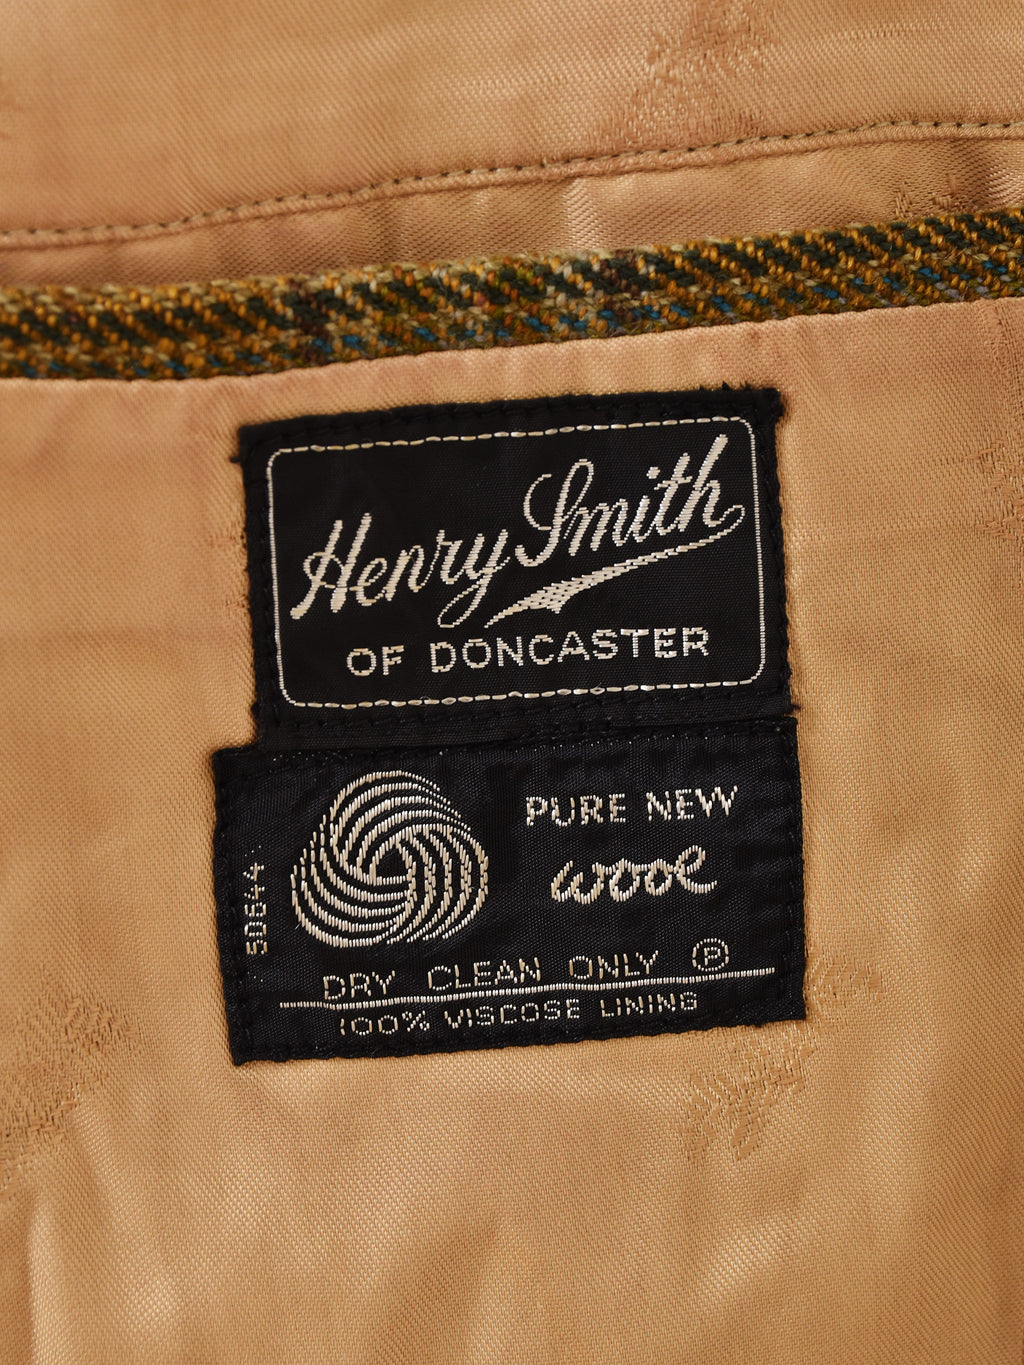 Henry Smith
OF DONCASTER
PURE NEW
wool
50644
DRY CLEAN ONLY Ⓟ
100% VISCOSE LINING